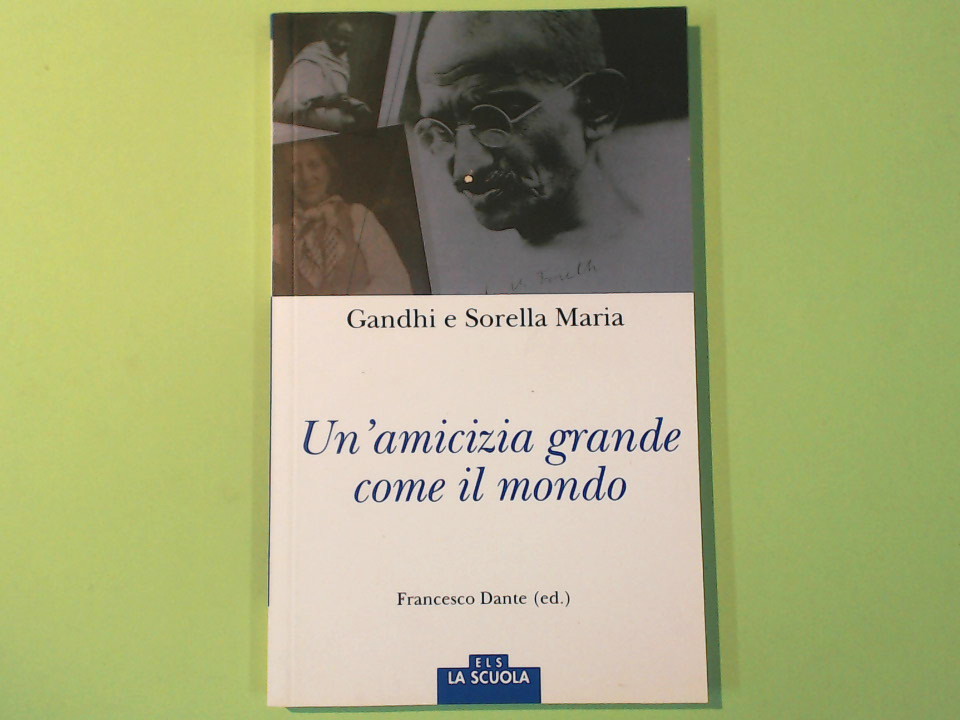 Gandhi e Sorella Maria
Un'amicizia grande
come il mondo
Francesco Dante (ed.)
ELS
LA SCUOLA